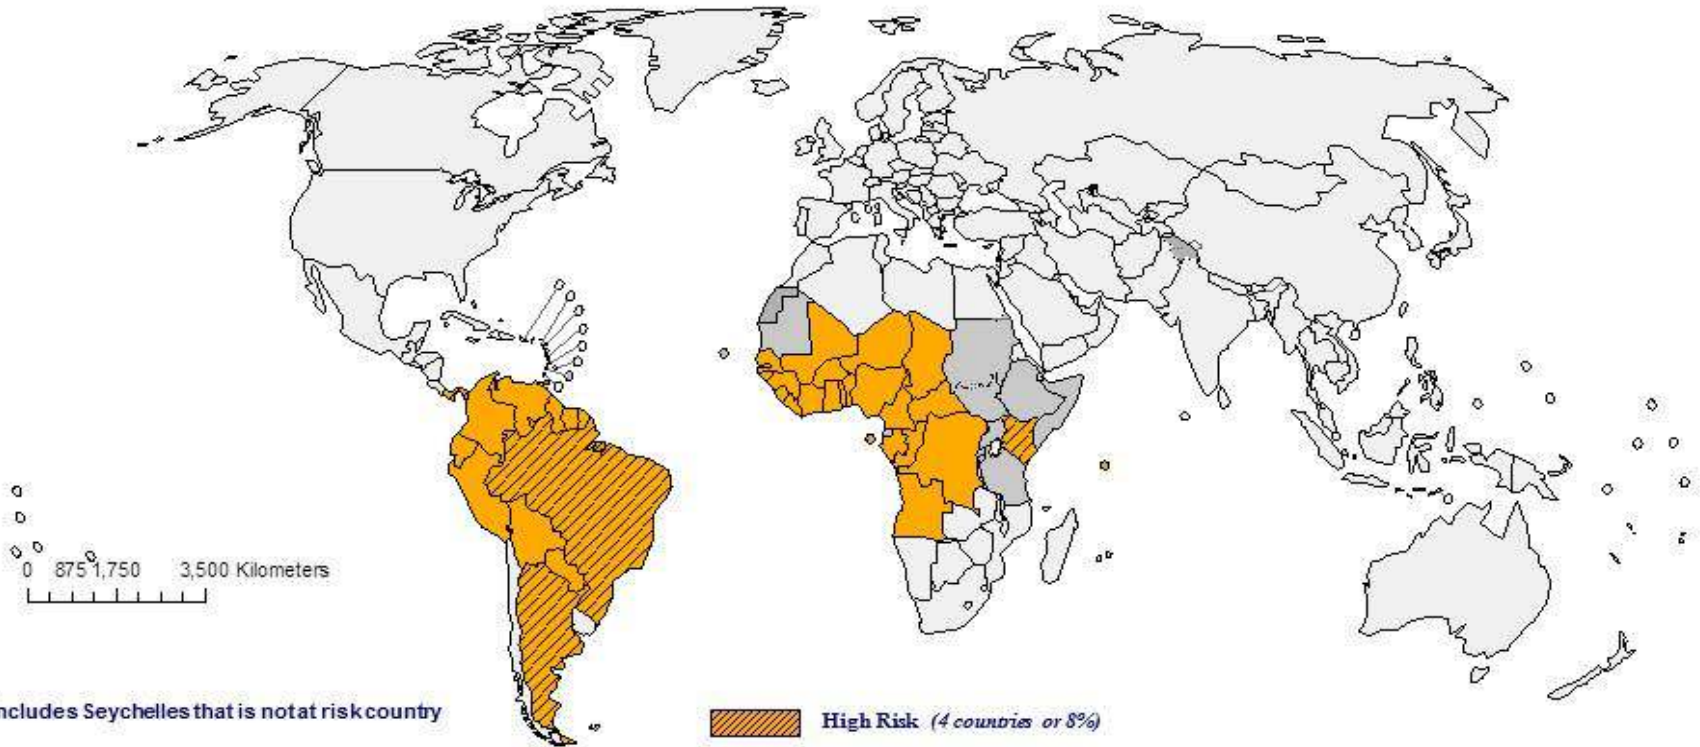 0 875 1,750 3,500 Kilometers
ncludes Seychelles that is not at risk country
High Risk (4 countries or 8%)